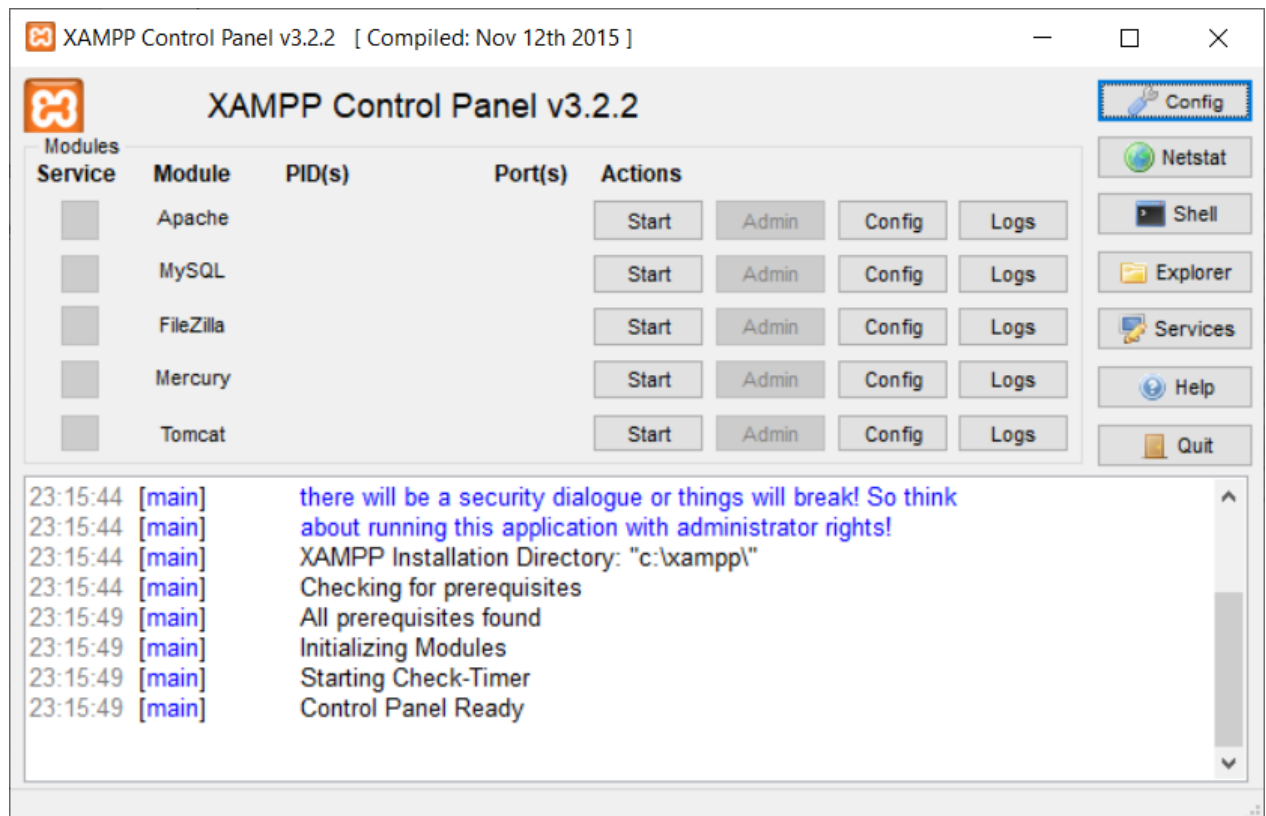 XAMPP Control Panel v3.2.2 [ Compiled: Nov 12th 2015 ]
XAMPP Control Panel v3.2.2
Config
Modules
Service Module PID(s) Port(s) Actions
Netstat
Apache Start Admin Config Logs
Shell
MySQL Start Admin Config Logs
Explorer
FileZilla Start Admin Config Logs
Services
Mercury Start Admin Config Logs
Help
Tomcat Start Admin Config Logs
Quit
23:15:44 [main] there will be a security dialogue or things will break! So think
23:15:44 [main] about running this application with administrator rights!
23:15:44 [main] XAMPP Installation Directory: "c:\xampp\"
23:15:44 [main] Checking for prerequisites
23:15:49 [main] All prerequisites found
23:15:49 [main] Initializing Modules
23:15:49 [main] Starting Check-Timer
23:15:49 [main] Control Panel Ready